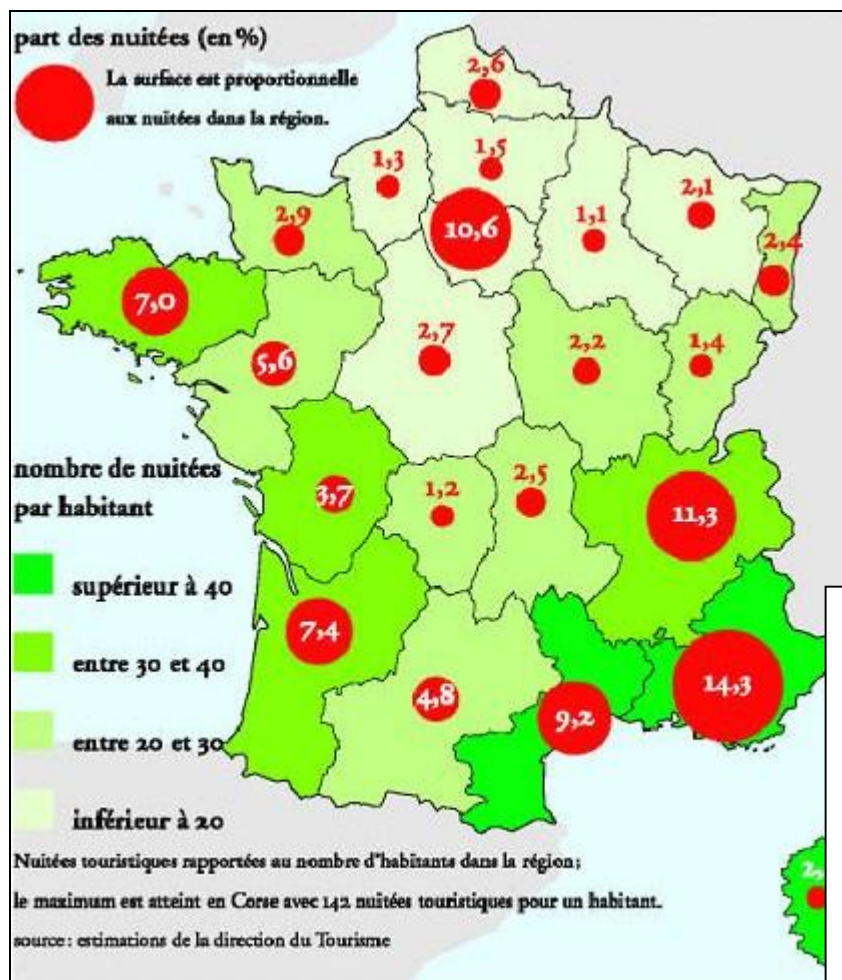 part des nuitées (en%)
La surface est proportionnelle
aux nuitées dans la région.
2,6
1,3
1,5
2,1
2,9
10,6
1,1
2,4
7,0
5,6
2,7
2,2
1,4
nombre de nuitées
par habitant
3,7
1,2
2,5
11,3
supérieur à 40
7,4
entre 30 et 40
4,8
9,2
14,3
entre 20 et 30
inférieur à 20
Nuitées touristiques rapportées au nombre d'habitants dans la région;
le maximum est atteint en Corse avec 142 nuitées touristiques pour un habitant.
source: estimations de la direction du Tourisme